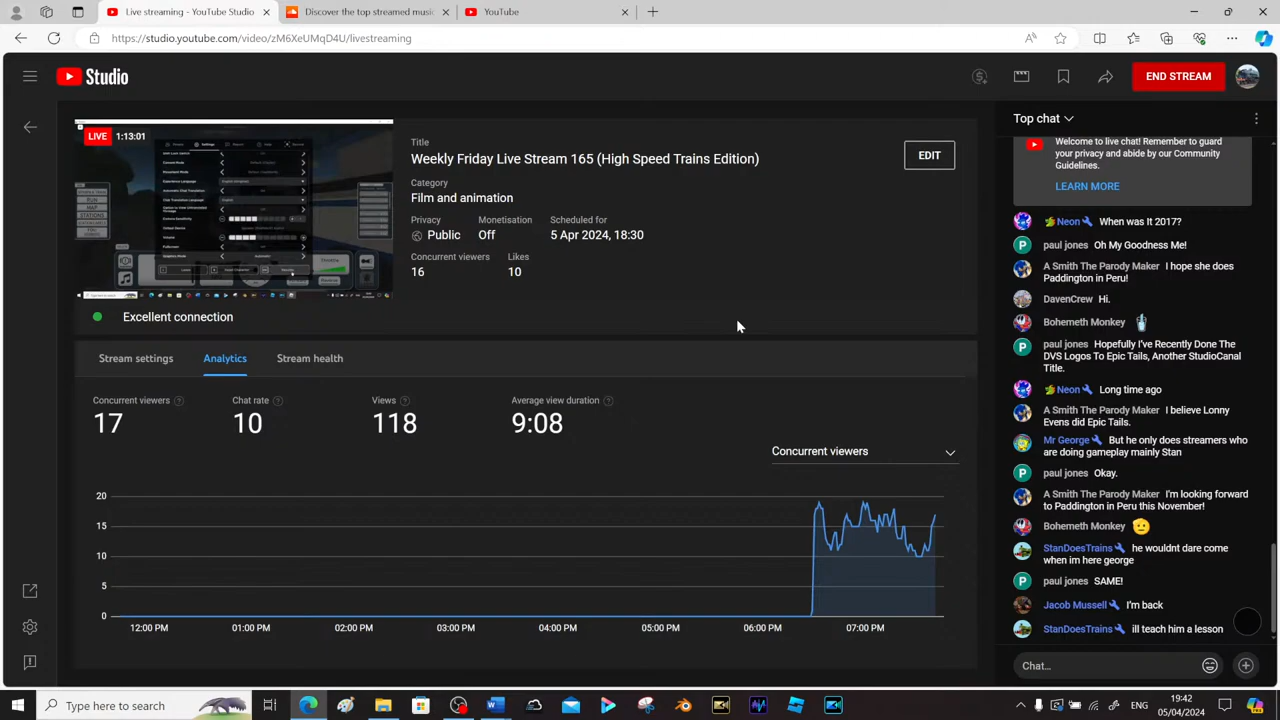 Live streaming - YouTube Studio
Discover the top streamed music
YouTube
https://studio.youtube.com/video/zM6XeUMqD4U/livestreaming
Studio
END STREAM
LIVE 1:13:01
Title
Weekly Friday Live Stream 165 (High Speed Trains Edition)
EDIT
Category
Film and animation
Privacy Monetisation Scheduled for
Public Off 5 Apr 2024, 18:30
Concurrent viewers Likes
16 10
Excellent connection
Stream settings Analytics Stream health
Concurrent viewers Chat rate Views Average view duration
17 10 118 9:08
Concurrent viewers
20
15
10
5
0
12:00 PM 01:00 PM 02:00 PM 03:00 PM 04:00 PM 05:00 PM 06:00 PM 07:00 PM
Top chat
Welcome to live chat! Remember to guard
your privacy and abide by our Community
Guidelines.
LEARN MORE
Neon When was It 2017?
paul jones Oh My Goodness Me!
A Smith The Parody Maker I hope she does
Paddington in Peru!
DavenCrew Hi.
Bohemeth Monkey
paul jones Hopefully I've Recently Done The
DVS Logos To Epic Tails, Another StudioCanal
Title.
Neon Long time ago
A Smith The Parody Maker I believe Lonny
Evens did Epic Tails.
Mr George But he only does streamers who
are doing gameplay mainly Stan
paul jones Okay.
A Smith The Parody Maker I'm looking forward
to Paddington in Peru this November!
Bohemeth Monkey
StanDoesTrains he wouldnt dare come
when im here george
paul jones SAME!
Jacob Mussell I'm back
StanDoesTrains ill teach him a lesson
Chat...
Type here to search
ENG
19:42
05/04/2024